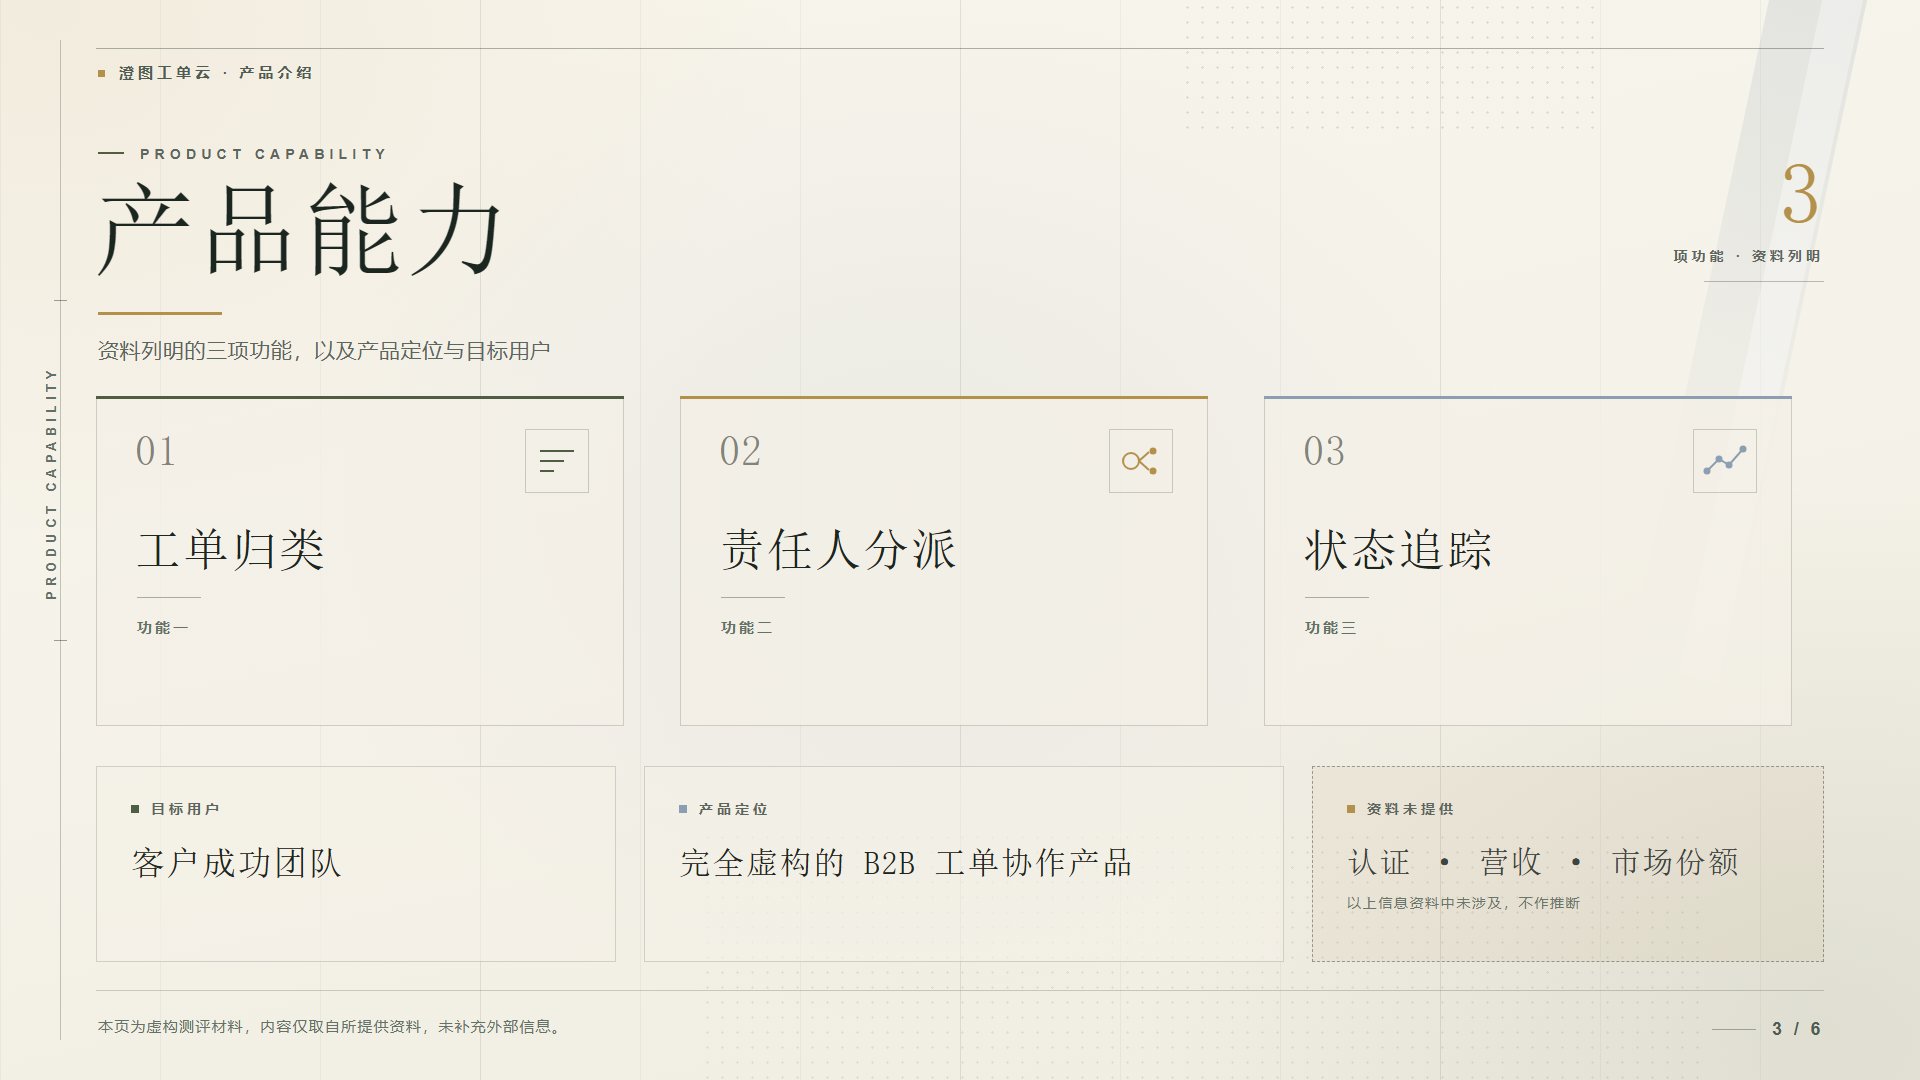 澄图工单云 · 产品介绍
PRODUCT CAPABILITY
产品能力
3
项功能 · 资料列明
资料列明的三项功能，以及产品定位与目标用户
PRODUCT CAPABILITY
01
工单归类
功能一
02
责任人分派
功能二
03
状态追踪
功能三
目标用户
客户成功团队
产品定位
完全虚构的 B2B 工单协作产品
资料未提供
认证 · 营收 · 市场份额
以上信息资料中未涉及，不作推断
本页为虚构测评材料，内容仅取自所提供资料，未补充外部信息。
3 / 6